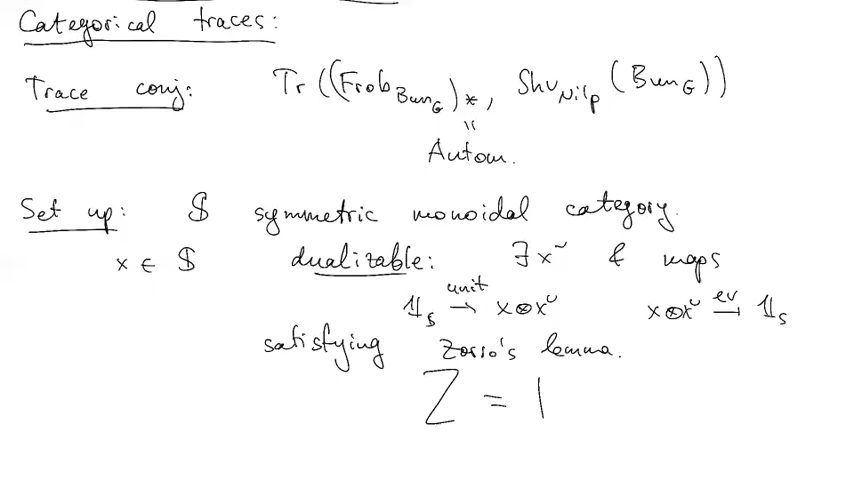 Categorical traces:
Trace conj: Tr((Frob_{Bun_G})_*, Shv_{Nilp}(Bun_G))
||
Autom.
Set up: $ symmetric monoidal category.
x ∈ $ dualizable: ∃ x^∨ & maps
𝟙_S →^{unit} x⊗x^∨ x⊗x^∨ →^{ev} 𝟙_S
satisfying Zorro's lemma.
Z = |